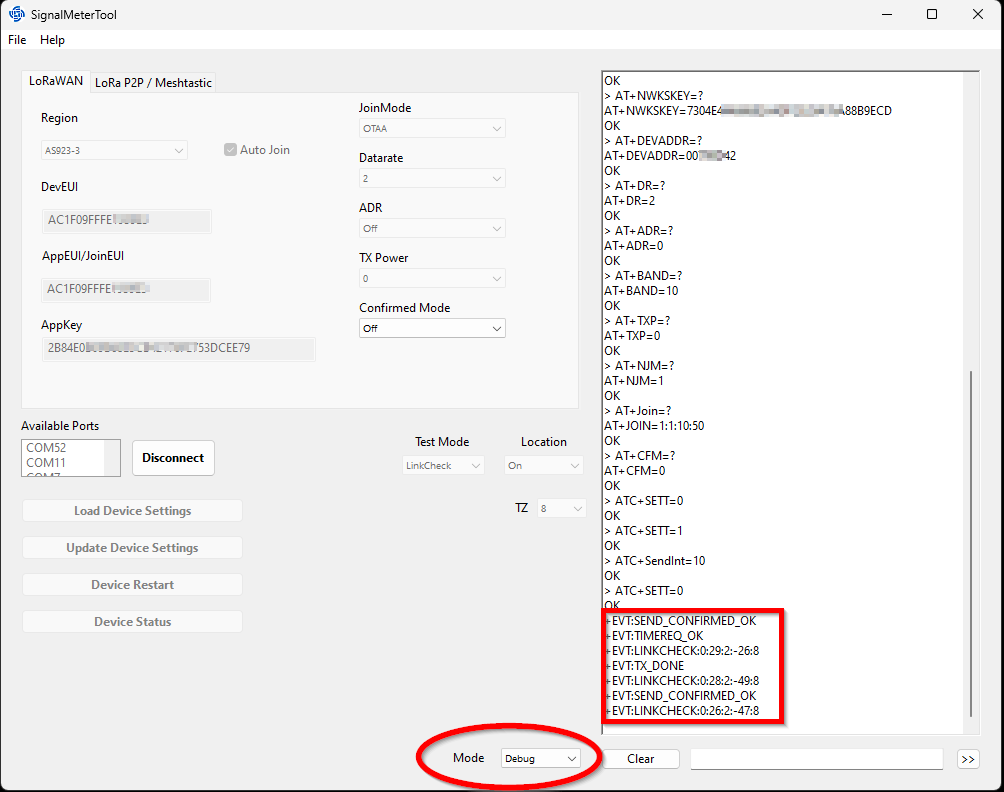 SignalMeterTool
File Help
LoRaWAN LoRa P2P / Meshtastic
Region
AS923-3
Auto Join
DevEUI
AC1F09FFFE
AppEUI/JoinEUI
AC1F09FFFE
AppKey
2B84E0 753DCEE79
JoinMode
OTAA
Datarate
2
ADR
Off
TX Power
0
Confirmed Mode
Off
Available Ports
COM52
COM11
Disconnect
Test Mode
LinkCheck
Location
On
TZ 8
Load Device Settings
Update Device Settings
Device Restart
Device Status
Mode Debug
OK
> AT+NWKSKEY=?
AT+NWKSKEY=7304E4 A88B9ECD
OK
> AT+DEVADDR=?
AT+DEVADDR=00 42
OK
> AT+DR=?
AT+DR=2
OK
> AT+ADR=?
AT+ADR=0
OK
> AT+BAND=?
AT+BAND=10
OK
> AT+TXP=?
AT+TXP=0
OK
> AT+NJM=?
AT+NJM=1
OK
> AT+Join=?
AT+JOIN=1:1:10:50
OK
> AT+CFM=?
AT+CFM=0
OK
> ATC+SETT=0
OK
> ATC+SETT=1
OK
> ATC+SendInt=10
OK
> ATC+SETT=0
OK
+EVT:SEND_CONFIRMED_OK
+EVT:TIMEREQ_OK
+EVT:LINKCHECK:0:29:2:-26:8
+EVT:TX_DONE
+EVT:LINKCHECK:0:28:2:-49:8
+EVT:SEND_CONFIRMED_OK
+EVT:LINKCHECK:0:26:2:-47:8
Clear >>